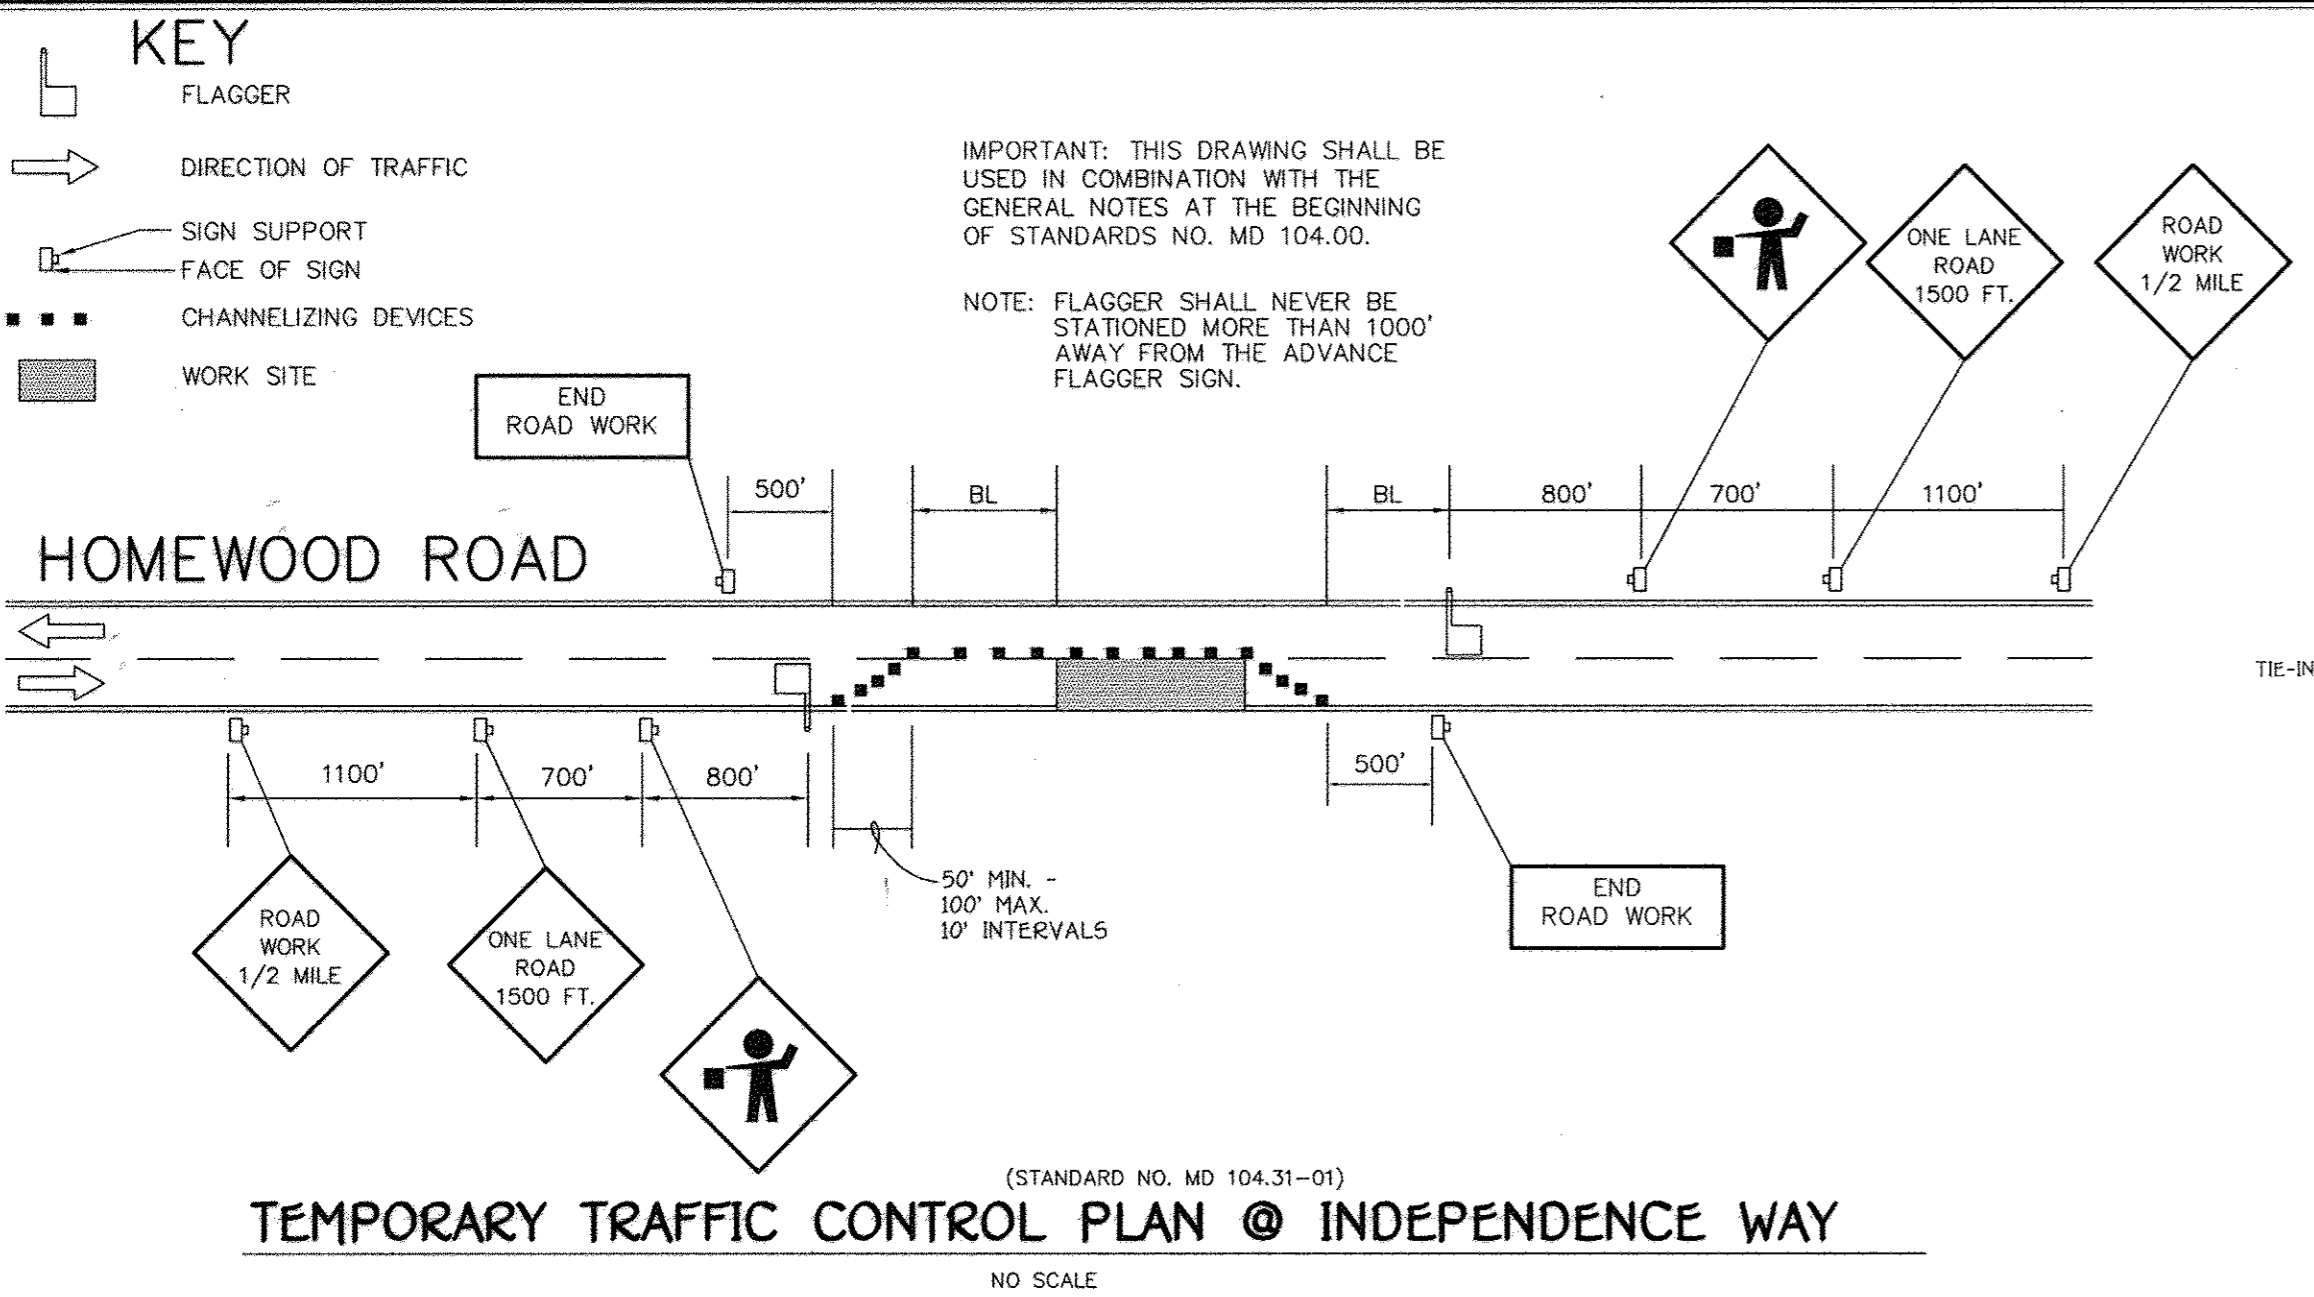 KEY
FLAGGER
DIRECTION OF TRAFFIC
SIGN SUPPORT
FACE OF SIGN
CHANNELIZING DEVICES
WORK SITE
IMPORTANT: THIS DRAWING SHALL BE
USED IN COMBINATION WITH THE
GENERAL NOTES AT THE BEGINNING
OF STANDARDS NO. MD 104.00.
NOTE: FLAGGER SHALL NEVER BE
STATIONED MORE THAN 1000'
AWAY FROM THE ADVANCE
FLAGGER SIGN.
ONE LANE
ROAD
1500 FT.
ROAD
WORK
1/2 MILE
END
ROAD WORK
500'
BL
BL
800'
700'
1100'
HOMEWOOD ROAD
TIE-IN
1100'
700'
800'
500'
50' MIN. -
100' MAX.
10' INTERVALS
END
ROAD WORK
ROAD
WORK
1/2 MILE
ONE LANE
ROAD
1500 FT.
(STANDARD NO. MD 104.31-01)
TEMPORARY TRAFFIC CONTROL PLAN @ INDEPENDENCE WAY
NO SCALE